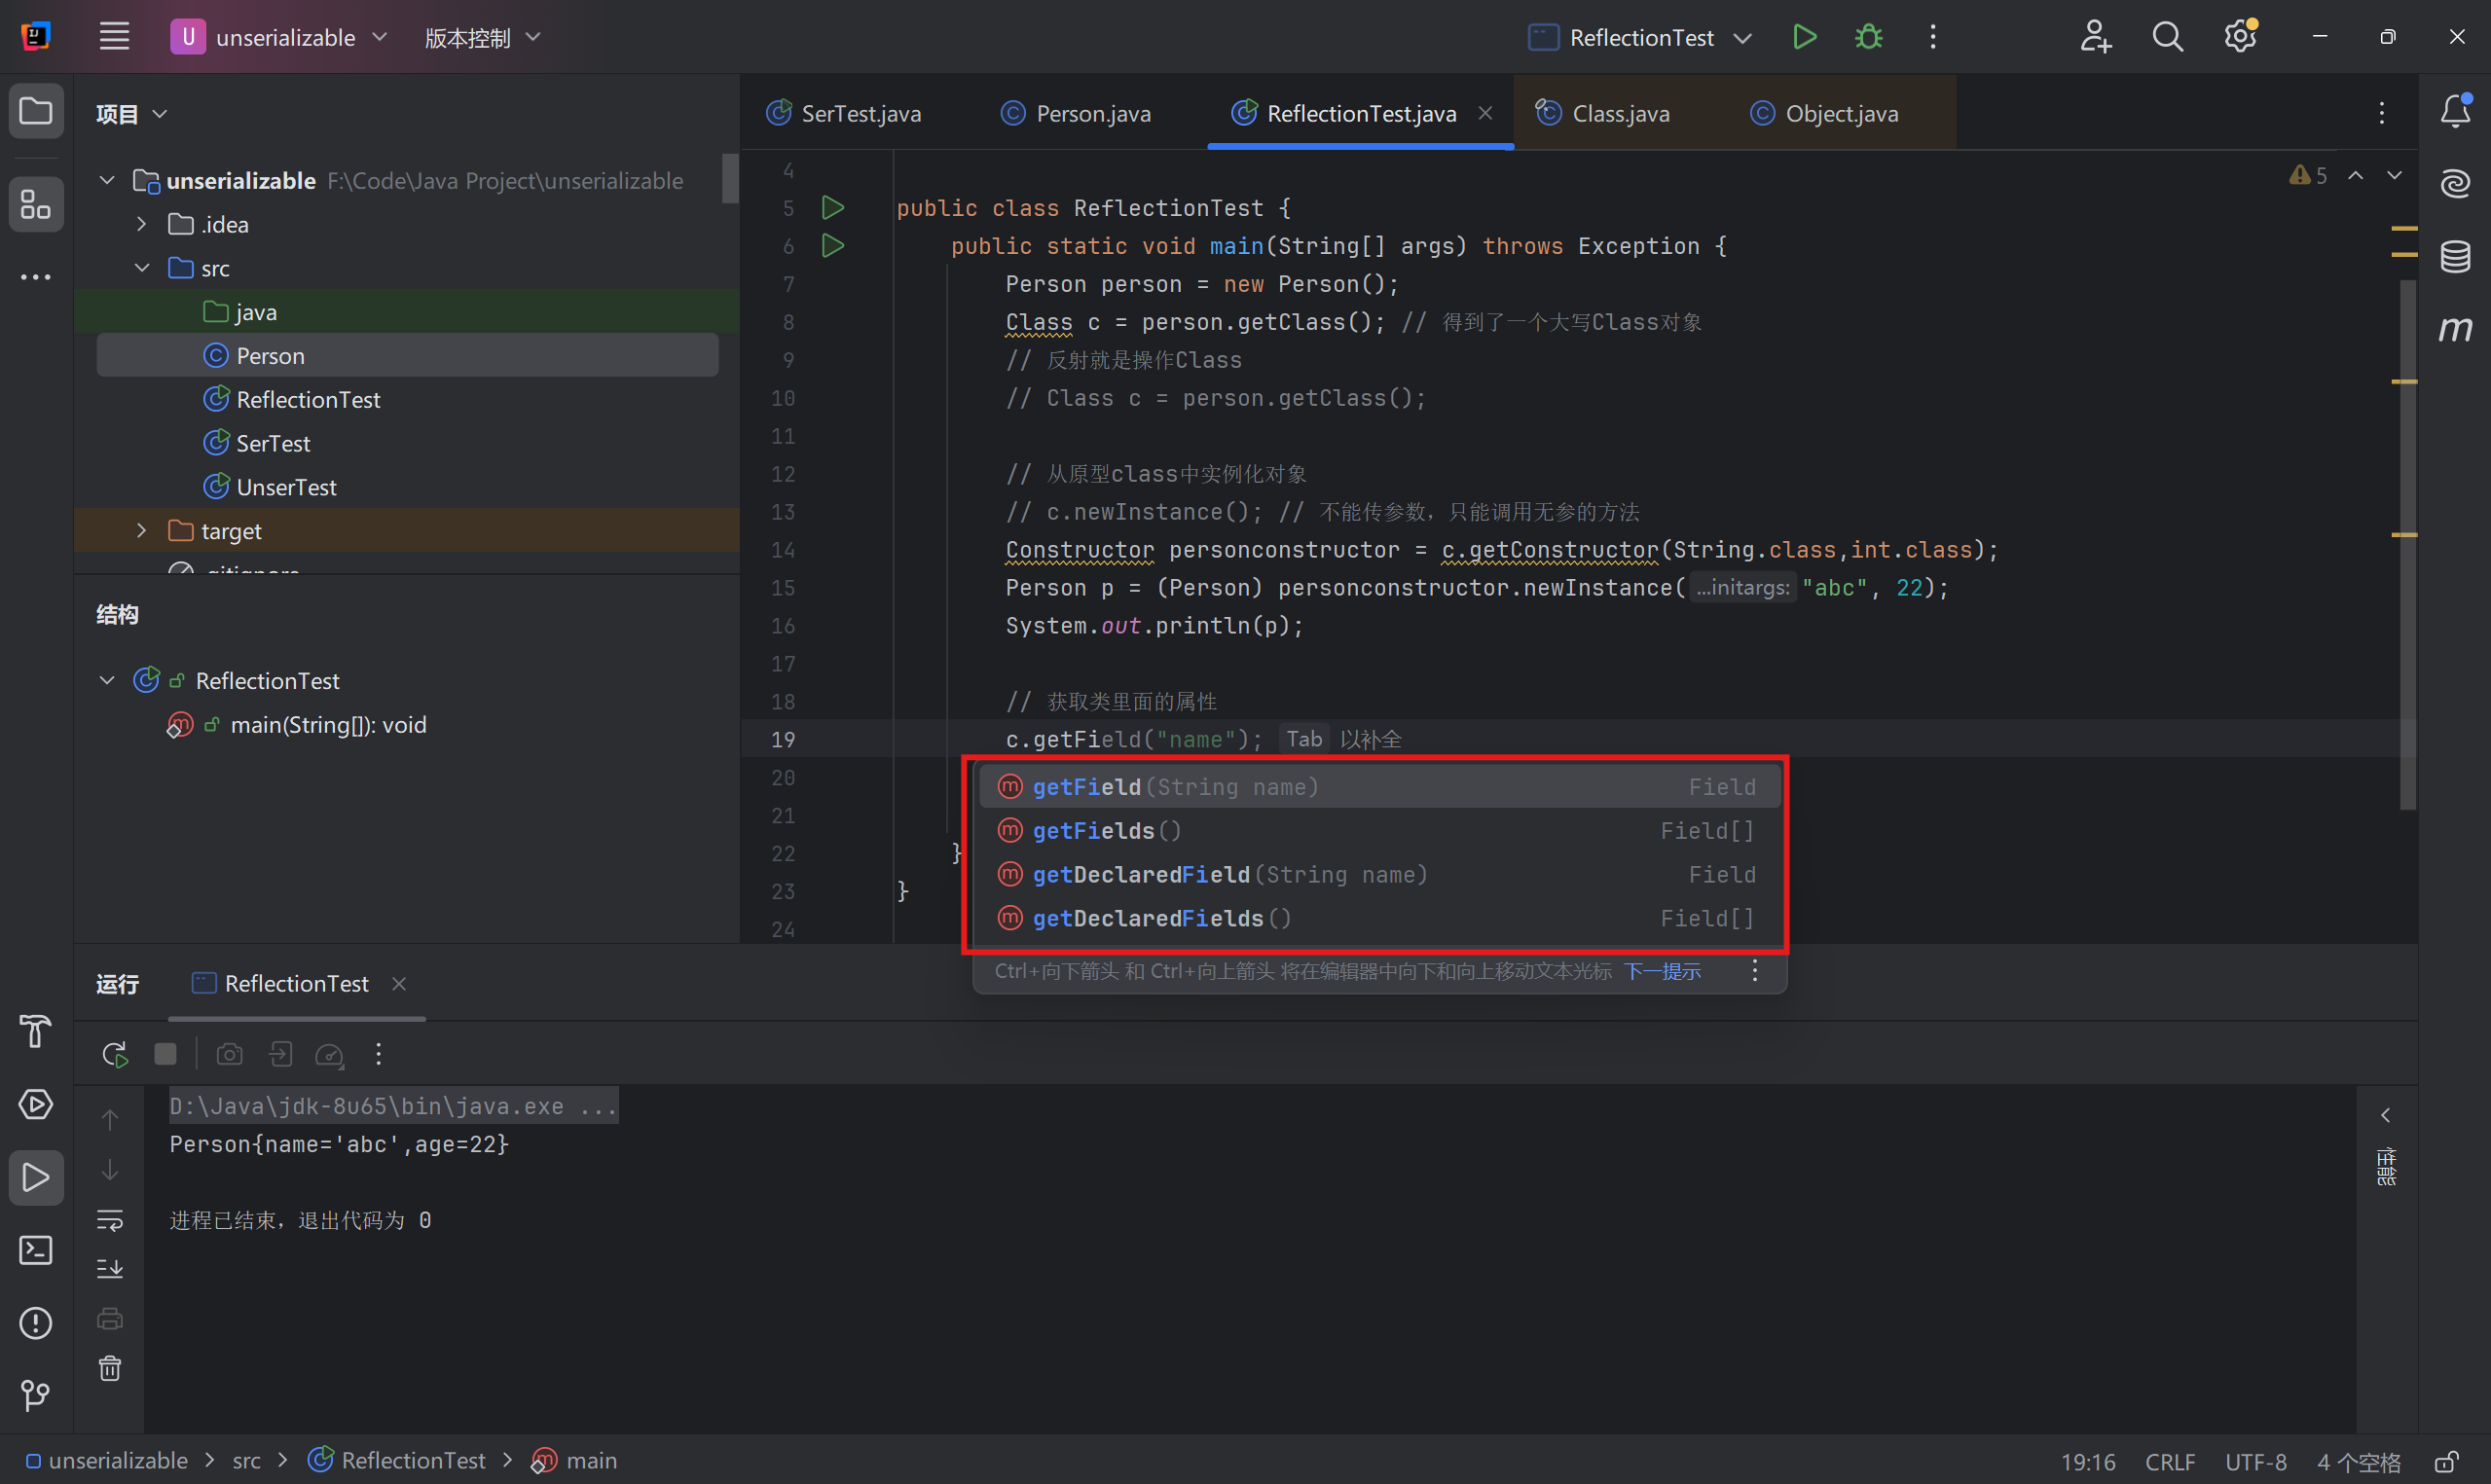 U unserializable 版本控制 ReflectionTest
项目
unserializable F:\Code\Java Project\unserializable
.idea
src
java
Person
ReflectionTest
SerTest
UnserTest
target
结构
ReflectionTest
main(String[]): void
SerTest.java Person.java ReflectionTest.java Class.java Object.java
5
4
5 public class ReflectionTest {
6 public static void main(String[] args) throws Exception {
7 Person person = new Person();
8 Class c = person.getClass(); // 得到了一个大写Class对象
9 // 反射就是操作Class
10 // Class c = person.getClass();
11
12 // 从原型class中实例化对象
13 // c.newInstance(); // 不能传参数，只能调用无参的方法
14 Constructor personconstructor = c.getConstructor(String.class,int.class);
15 Person p = (Person) personconstructor.newInstance( ...initargs: "abc", 22);
16 System.out.println(p);
17
18 // 获取类里面的属性
19 c.getField("name"); Tab 以补全
20
21
22 }
23 }
24
getField(String name) Field
getFields() Field[]
getDeclaredField(String name) Field
getDeclaredFields() Field[]
Ctrl+向下箭头 和 Ctrl+向上箭头 将在编辑器中向下和向上移动文本光标 下一提示
运行 ReflectionTest
D:\Java\jdk-8u65\bin\java.exe ...
Person{name='abc',age=22}
进程已结束，退出代码为 0
性能
unserializable > src > ReflectionTest > main
19:16 CRLF UTF-8 4 个空格